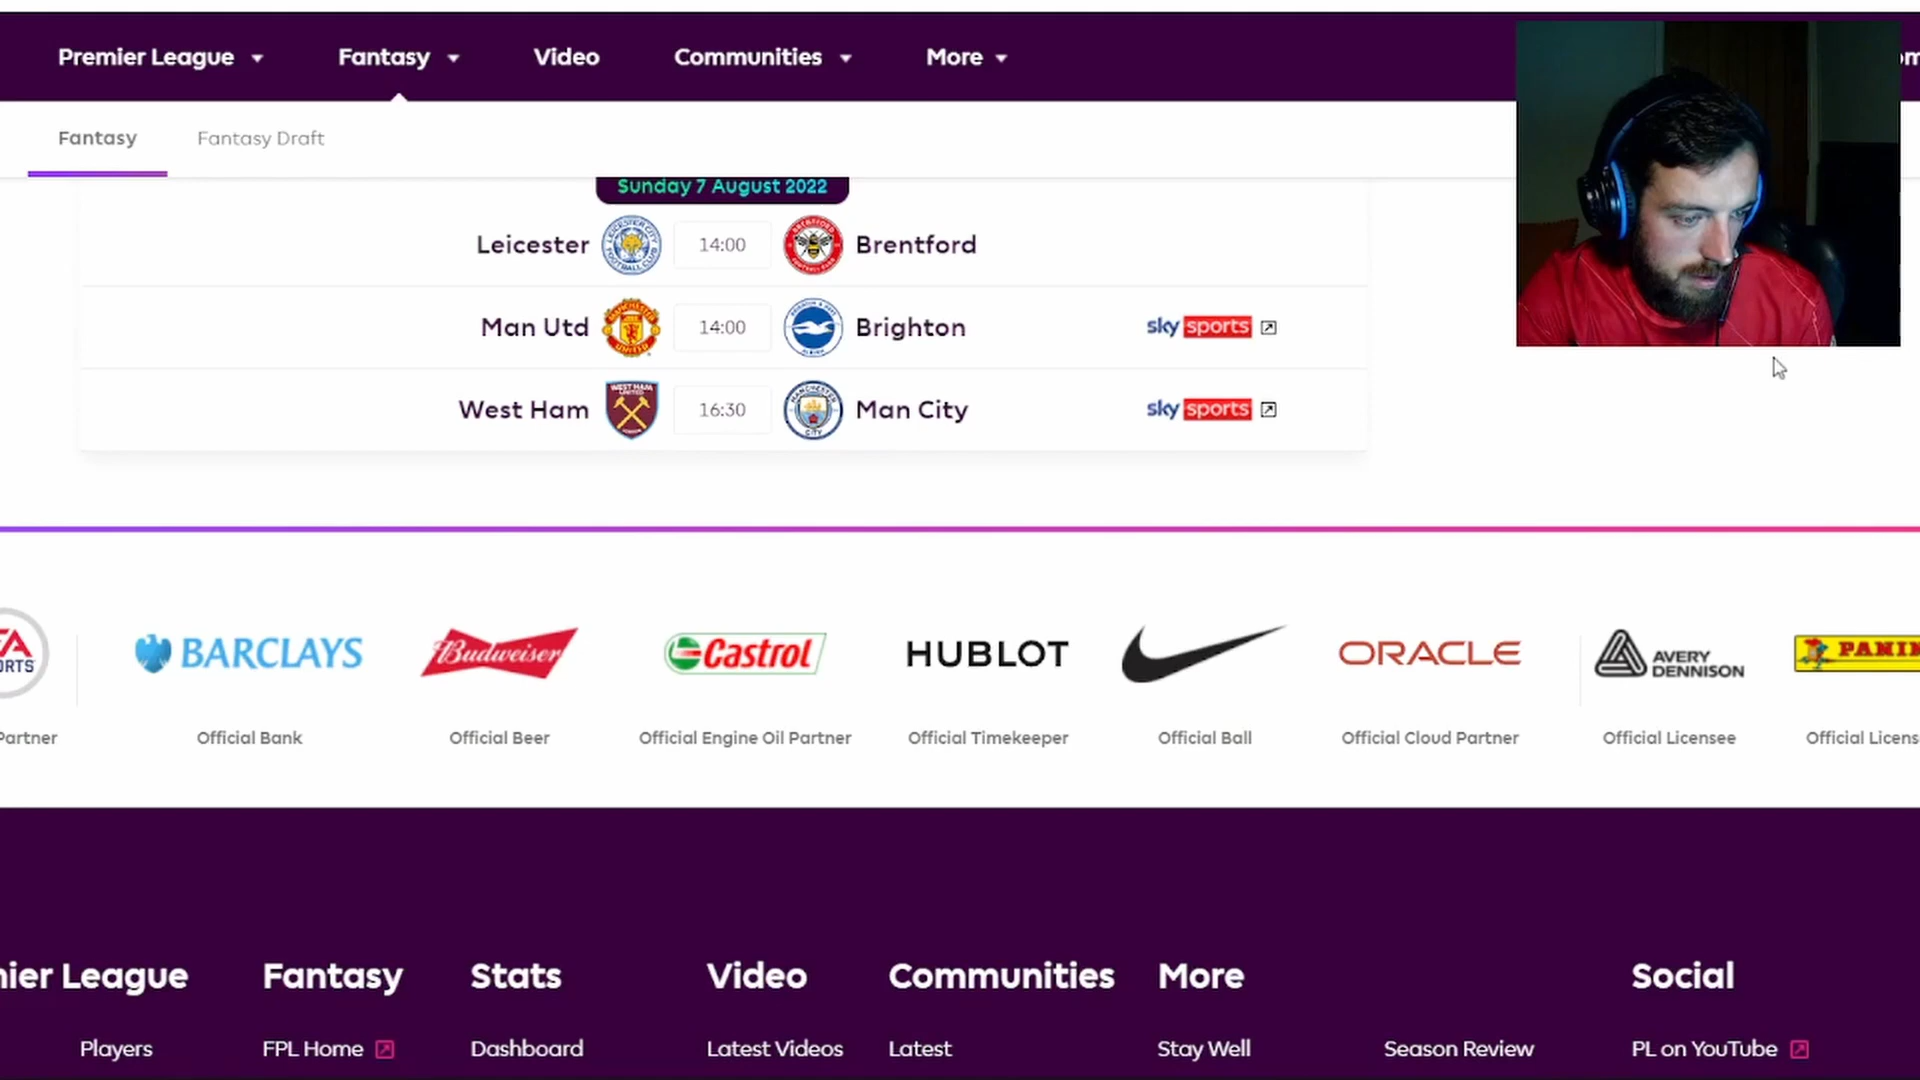 Premier League Fantasy Video Communities More
Fantasy Fantasy Draft
Sunday 7 August 2022
Leicester 14:00 Brentford
Man Utd 14:00 Brighton sky sports
West Ham 16:30 Man City sky sports
BARCLAYS Budweiser Castrol HUBLOT ORACLE AVERY DENNISON
Partner Official Bank Official Beer Official Engine Oil Partner Official Timekeeper Official Ball Official Cloud Partner Official Licensee Official
League Fantasy Stats Video Communities More Social
Players FPL Home Dashboard Latest Videos Latest Stay Well Season Review PL on YouTube